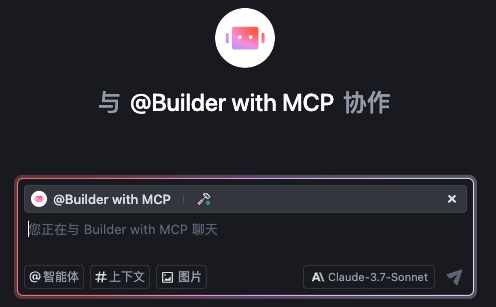 与 @Builder with MCP 协作
@Builder with MCP
您正在与 Builder with MCP 聊天
@智能体 #上下文 图片 A\ Claude-3.7-Sonnet